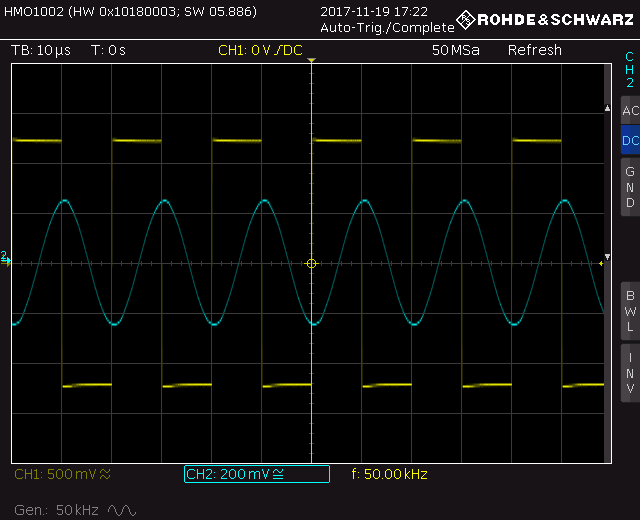 HMO1002 (HW 0x10180003; SW 05.886)
2017-11-19 17:22
Auto-Trig./Complete
ROHDE&SCHWARZ
TB: 10 µs T: 0 s CH1: 0 V / DC 50 MSa Refresh
CH2
AC
DC
GND
2
BWL
INV
CH1: 500 mV
CH2: 200 mV
f: 50.00 kHz
Gen.: 50 kHz